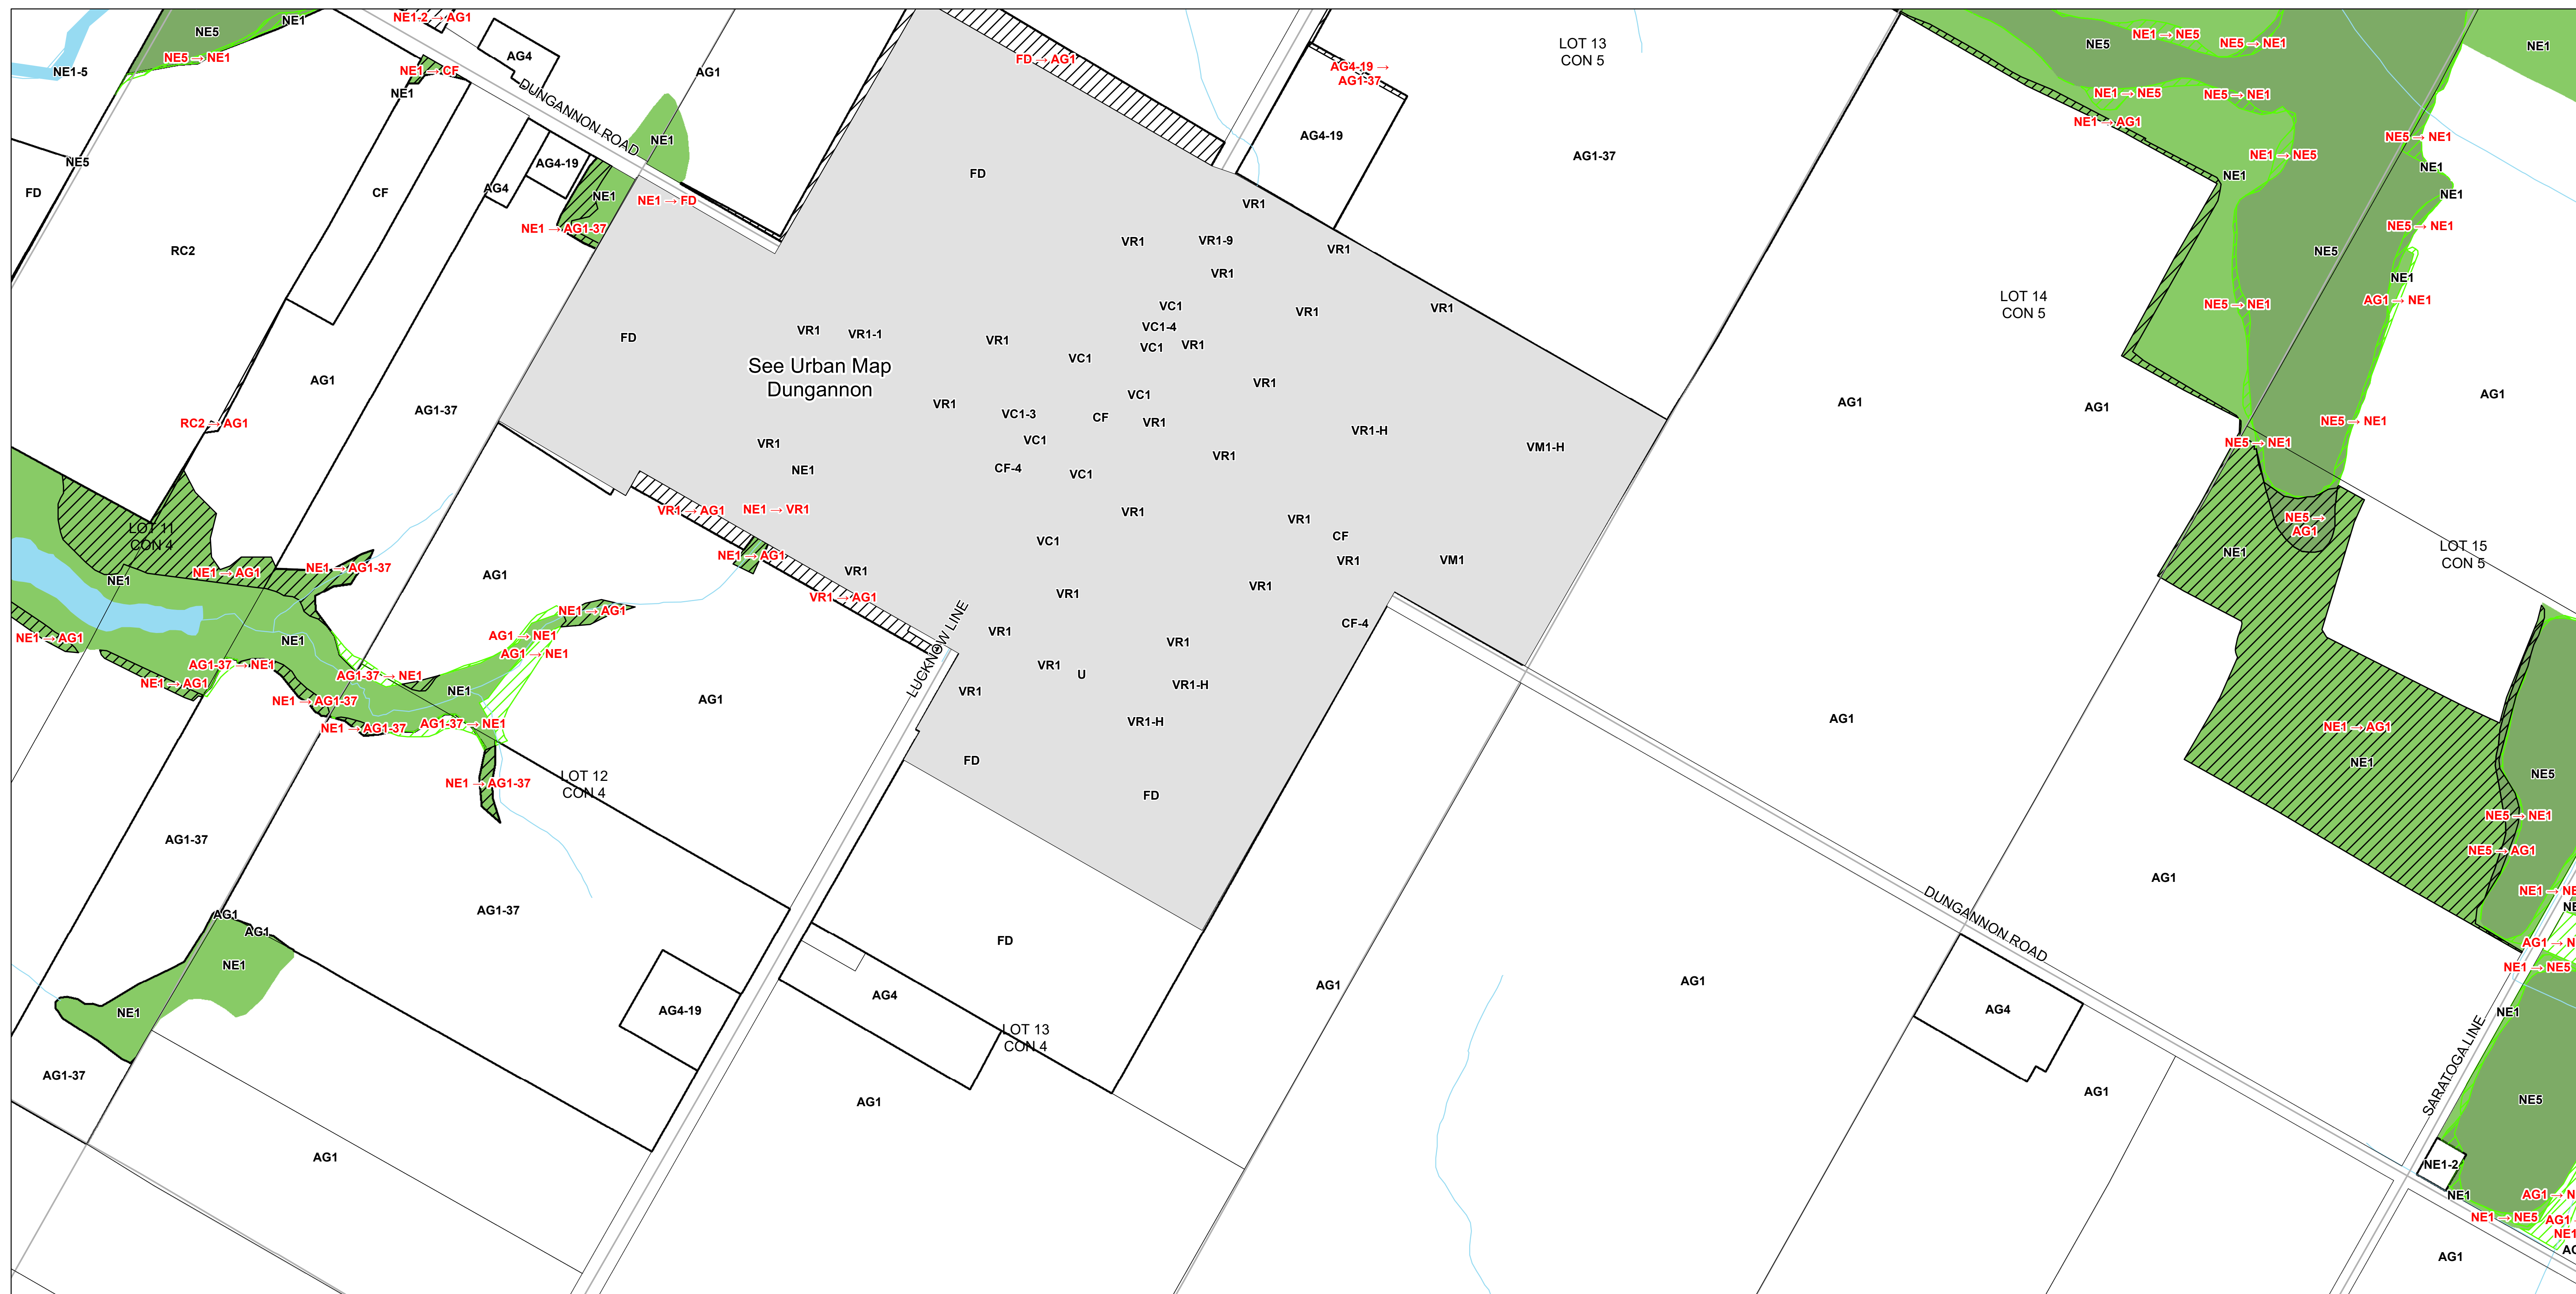 NE1-2 → AG1
NE5
NE1
NE5 → NE1
NE1-5
NE1 → CF
NE1
AG4
AG1
DUNGANNON ROAD
FD → AG1
AG4-19 →
AG1-37
LOT 13
CON 5
NE5
NE1 → NE5
NE5 → NE1
NE1
NE1 → NE5
NE5 → NE1
NE1 → AG1
NE5 → NE1
NE1 → NE5
NE1
NE1
NE1
NE5 → NE1
NE5
NE1
AG1 → NE1
NE5 → NE1
NE5 → NE1
NE5 → NE1
FD
NE5
CF
RC2
AG4
AG4-19
NE1
NE1
NE1 → FD
NE1 → AG1-37
AG4-19
AG1-37
FD
VR1
VR1
VR1-9
VR1
VR1
FD
VR1
VR1-1
VR1
VC1
VC1-4
VC1
VR1
VR1
VR1
VC1
See Urban Map
Dungannon
VR1
VC1
VR1
VC1-3
CF
VR1
VC1
VR1
NE1
CF-4
VC1
VR1
VR1-H
VM1-H
LOT 14
CON 5
AG1
AG1
AG1
AG1
AG1-37
RC2 → AG1
LOT 11
CON 4
VR1 → AG1
NE1 → VR1
VR1
VR1
CF
VC1
VR1
VM1
NE1 → AG1
VR1
VR1
VR1
VR1 → AG1
CF-4
VR1
VR1
VR1
U
VR1
VR1-H
VR1-H
FD
FD
LUCKNOW LINE
NE1
NE1 → AG1
NE1 → AG1-37
AG1
NE1 → AG1
AG1 → NE1
AG1 → NE1
NE1 → AG1
NE1
AG1-37 → NE1
AG1-37 → NE1
NE1 → AG1
NE1 → AG1-37
NE1
AG1-37 → NE1
NE1 → AG1-37
AG1
NE1 → AG1-37
LOT 12
CON 4
AG1-37
AG1-37
AG1
AG1
NE1
NE1
AG1-37
AG1
AG4-19
FD
AG4
LOT 13
CON 4
AG1
AG1
AG1
AG1
NE5 →
AG1
NE1
LOT 15
CON 5
NE1 → AG1
NE1
NE5
NE5 → NE1
NE5 → AG1
NE1 → NE
NE
AG1 → N
NE1 → NE5
NE1
AG1
DUNGANNON ROAD
AG4
AG1
SARATOGA LINE
NE5
NE1-2
NE1
AG1 → N
NE1 → NE5
AG1
NE1
AG
AG1